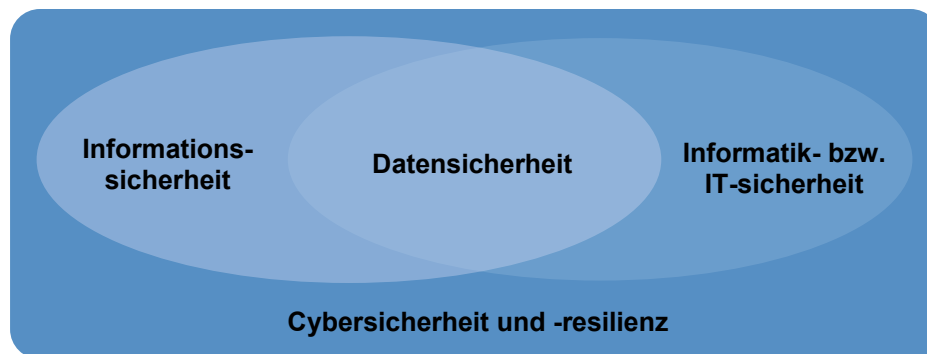 Informations-
sicherheit
Datensicherheit
Informatik- bzw.
IT-sicherheit
Cybersicherheit und -resilienz